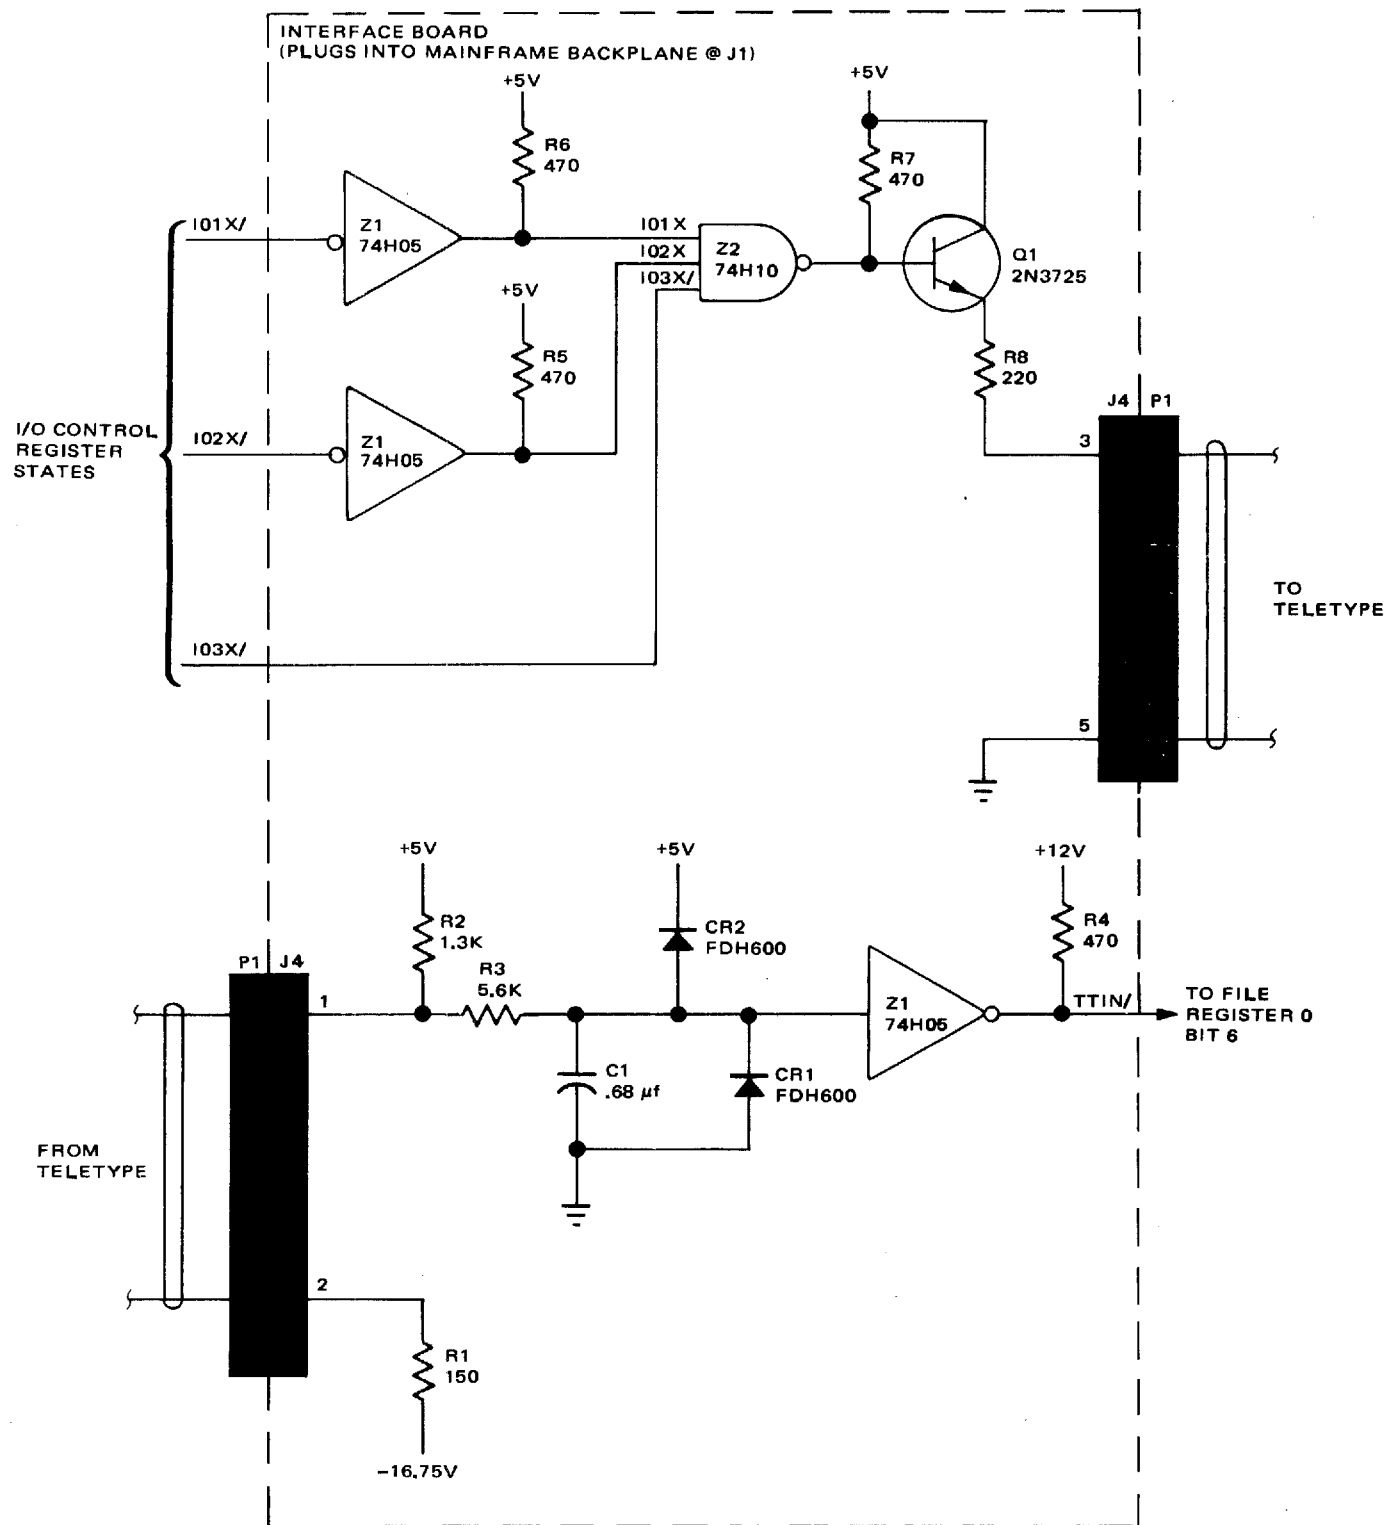 INTERFACE BOARD
(PLUGS INTO MAINFRAME BACKPLANE @ J1)
+5V
+5V
R6
470
R7
470
I01X/
Z1
74H05
I01X
I02X
I03X/
Z2
74H10
Q1
2N3725
+5V
R5
470
R8
220
J4 P1
I/O CONTROL
REGISTER
STATES
I02X/
Z1
74H05
3
TO
TELETYPE
I03X/
5
+5V
+5V
+12V
R2
1.3K
CR2
FDH600
R4
470
P1 J4
R3
5.6K
1
Z1
74H05
TTIN/
TO FILE
REGISTER 0
BIT 6
C1
.68 µf
CR1
FDH600
FROM
TELETYPE
2
R1
150
-16.75V